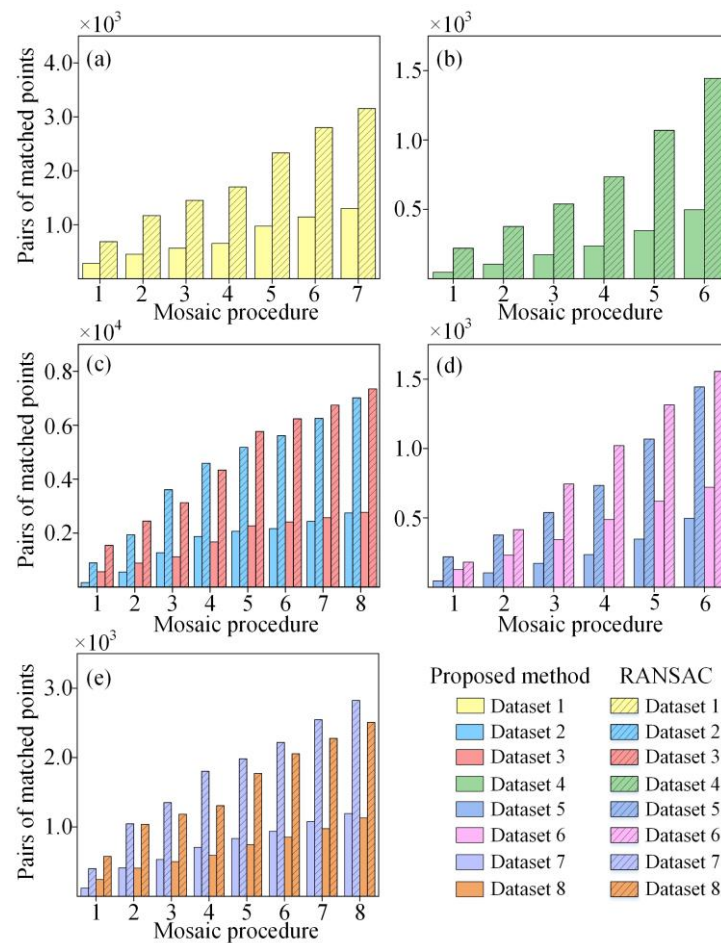 ×10³
(a)
4.0
3.0
2.0
1.0
Pairs of matched points
1 2 3 4 5 6 7
Mosaic procedure
×10³
(b)
1.5
1.0
0.5
1 2 3 4 5 6
Mosaic procedure
×10⁴
(c)
0.8
0.6
0.4
0.2
Pairs of matched points
1 2 3 4 5 6 7 8
Mosaic procedure
×10³
(d)
1.5
1.0
0.5
1 2 3 4 5 6
Mosaic procedure
×10³
(e)
3.0
2.0
1.0
Pairs of matched points
1 2 3 4 5 6 7 8
Mosaic procedure
Proposed method RANSAC
Dataset 1 Dataset 1
Dataset 2 Dataset 2
Dataset 3 Dataset 3
Dataset 4 Dataset 4
Dataset 5 Dataset 5
Dataset 6 Dataset 6
Dataset 7 Dataset 7
Dataset 8 Dataset 8